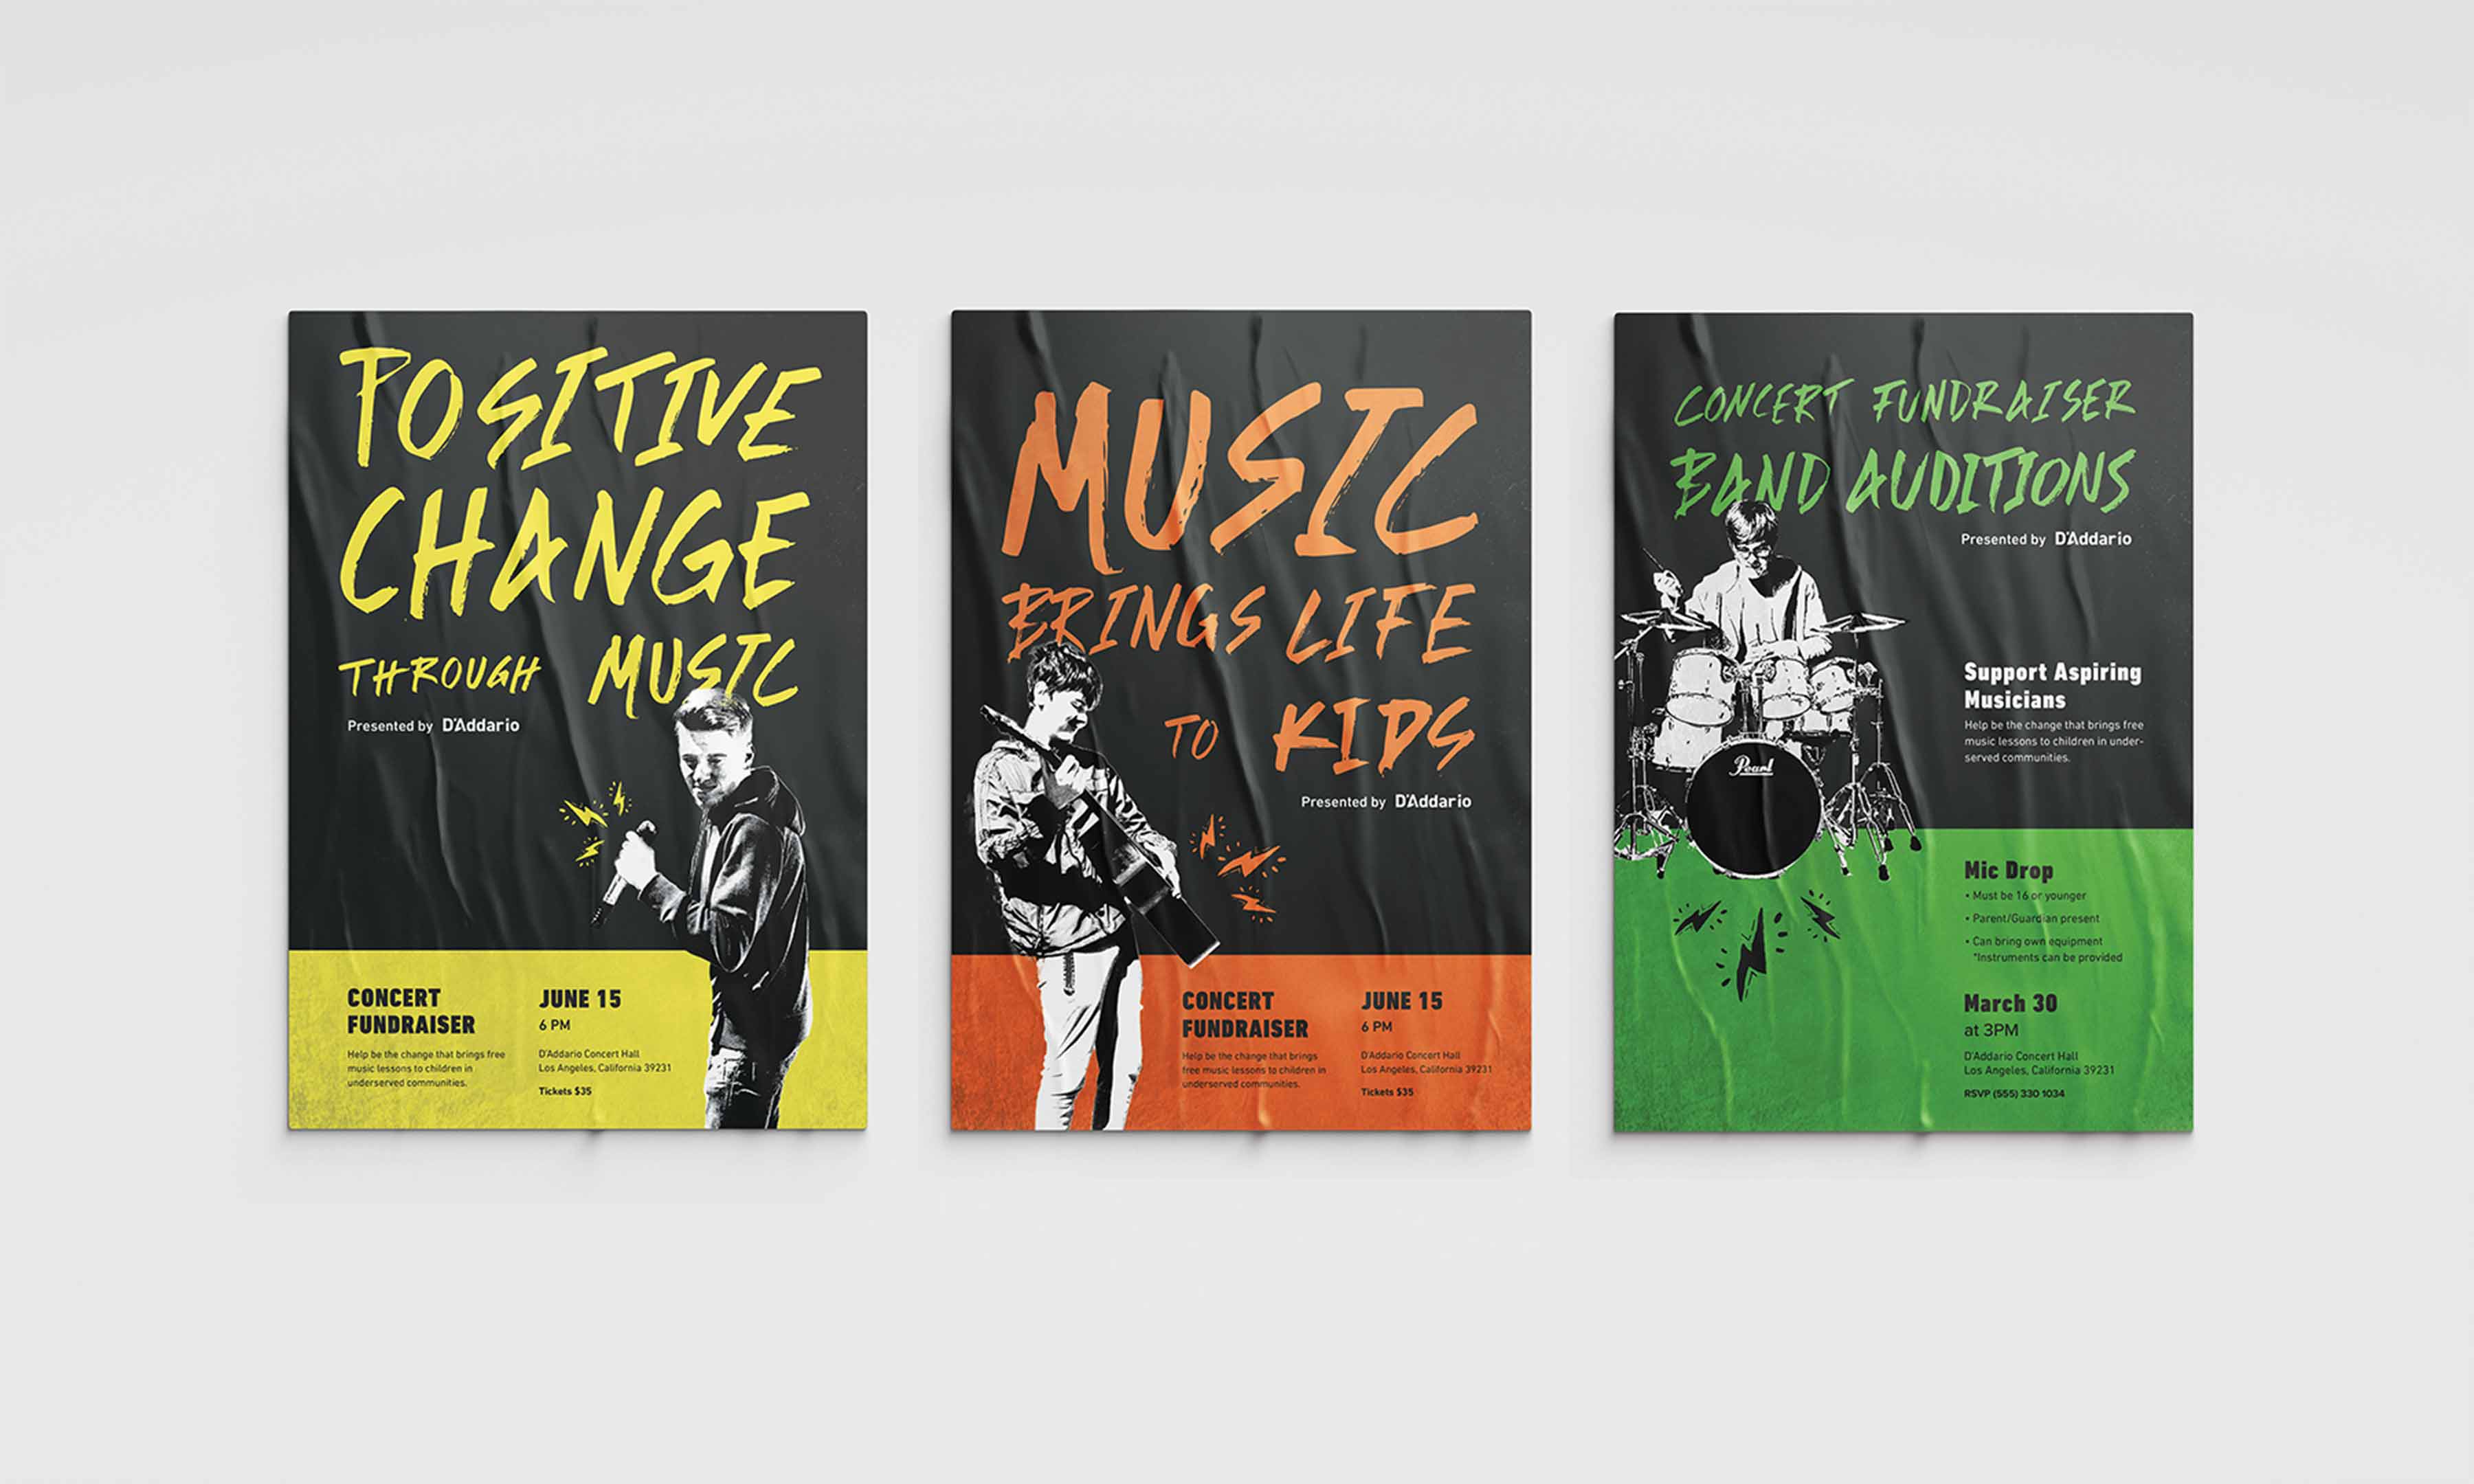 POSITIVE
CHANGE
THROUGH MUSIC
Presented by D'Addario
CONCERT
FUNDRAISER
Help be the change that brings free
music lessons to children in
underserved communities.
JUNE 15
6 PM
D'Addario Concert Hall
Los Angeles, California 39231
Tickets $35
MUSIC
BRINGS LIFE
TO KIDS
Presented by D'Addario
CONCERT
FUNDRAISER
Help be the change that brings
free music lessons to children in
underserved communities.
JUNE 15
6 PM
D'Addario Concert Hall
Los Angeles, California 39231
Tickets $35
CONCERT FUNDRAISER
BAND AUDITIONS
Presented by D'Addario
Pearl
Support Aspiring
Musicians
Help be the change that brings free
music lessons to children in under-
served communities.
Mic Drop
• Must be 16 or younger
• Parent/Guardian present
• Can bring own equipment
*Instruments can be provided
March 30
at 3PM
D'Addario Concert Hall
Los Angeles, California 39231
RSVP (555) 330 1034